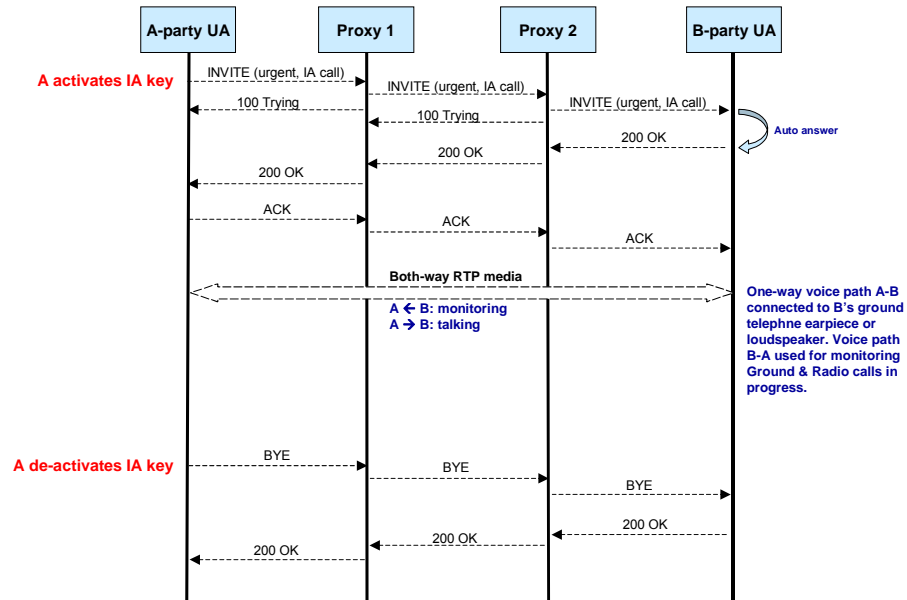 A-party UA
Proxy 1
Proxy 2
B-party UA
A activates IA key
INVITE (urgent, IA call)
INVITE (urgent, IA call)
INVITE (urgent, IA call)
100 Trying
100 Trying
Auto answer
200 OK
200 OK
200 OK
ACK
ACK
ACK
Both-way RTP media
A ← B: monitoring
A → B: talking
One-way voice path A-B
connected to B's ground
telephne earpiece or
loudspeaker. Voice path
B-A used for monitoring
Ground & Radio calls in
progress.
A de-activates IA key
BYE
BYE
BYE
200 OK
200 OK
200 OK